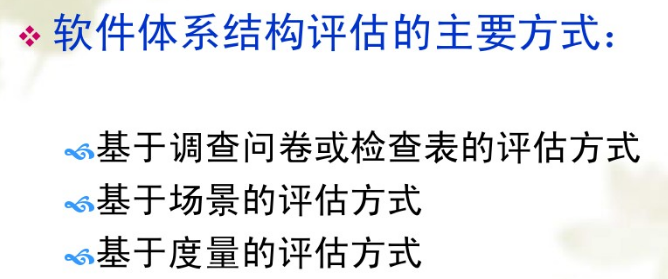 软件体系结构评估的主要方式：
基于调查问卷或检查表的评估方式
基于场景的评估方式
基于度量的评估方式